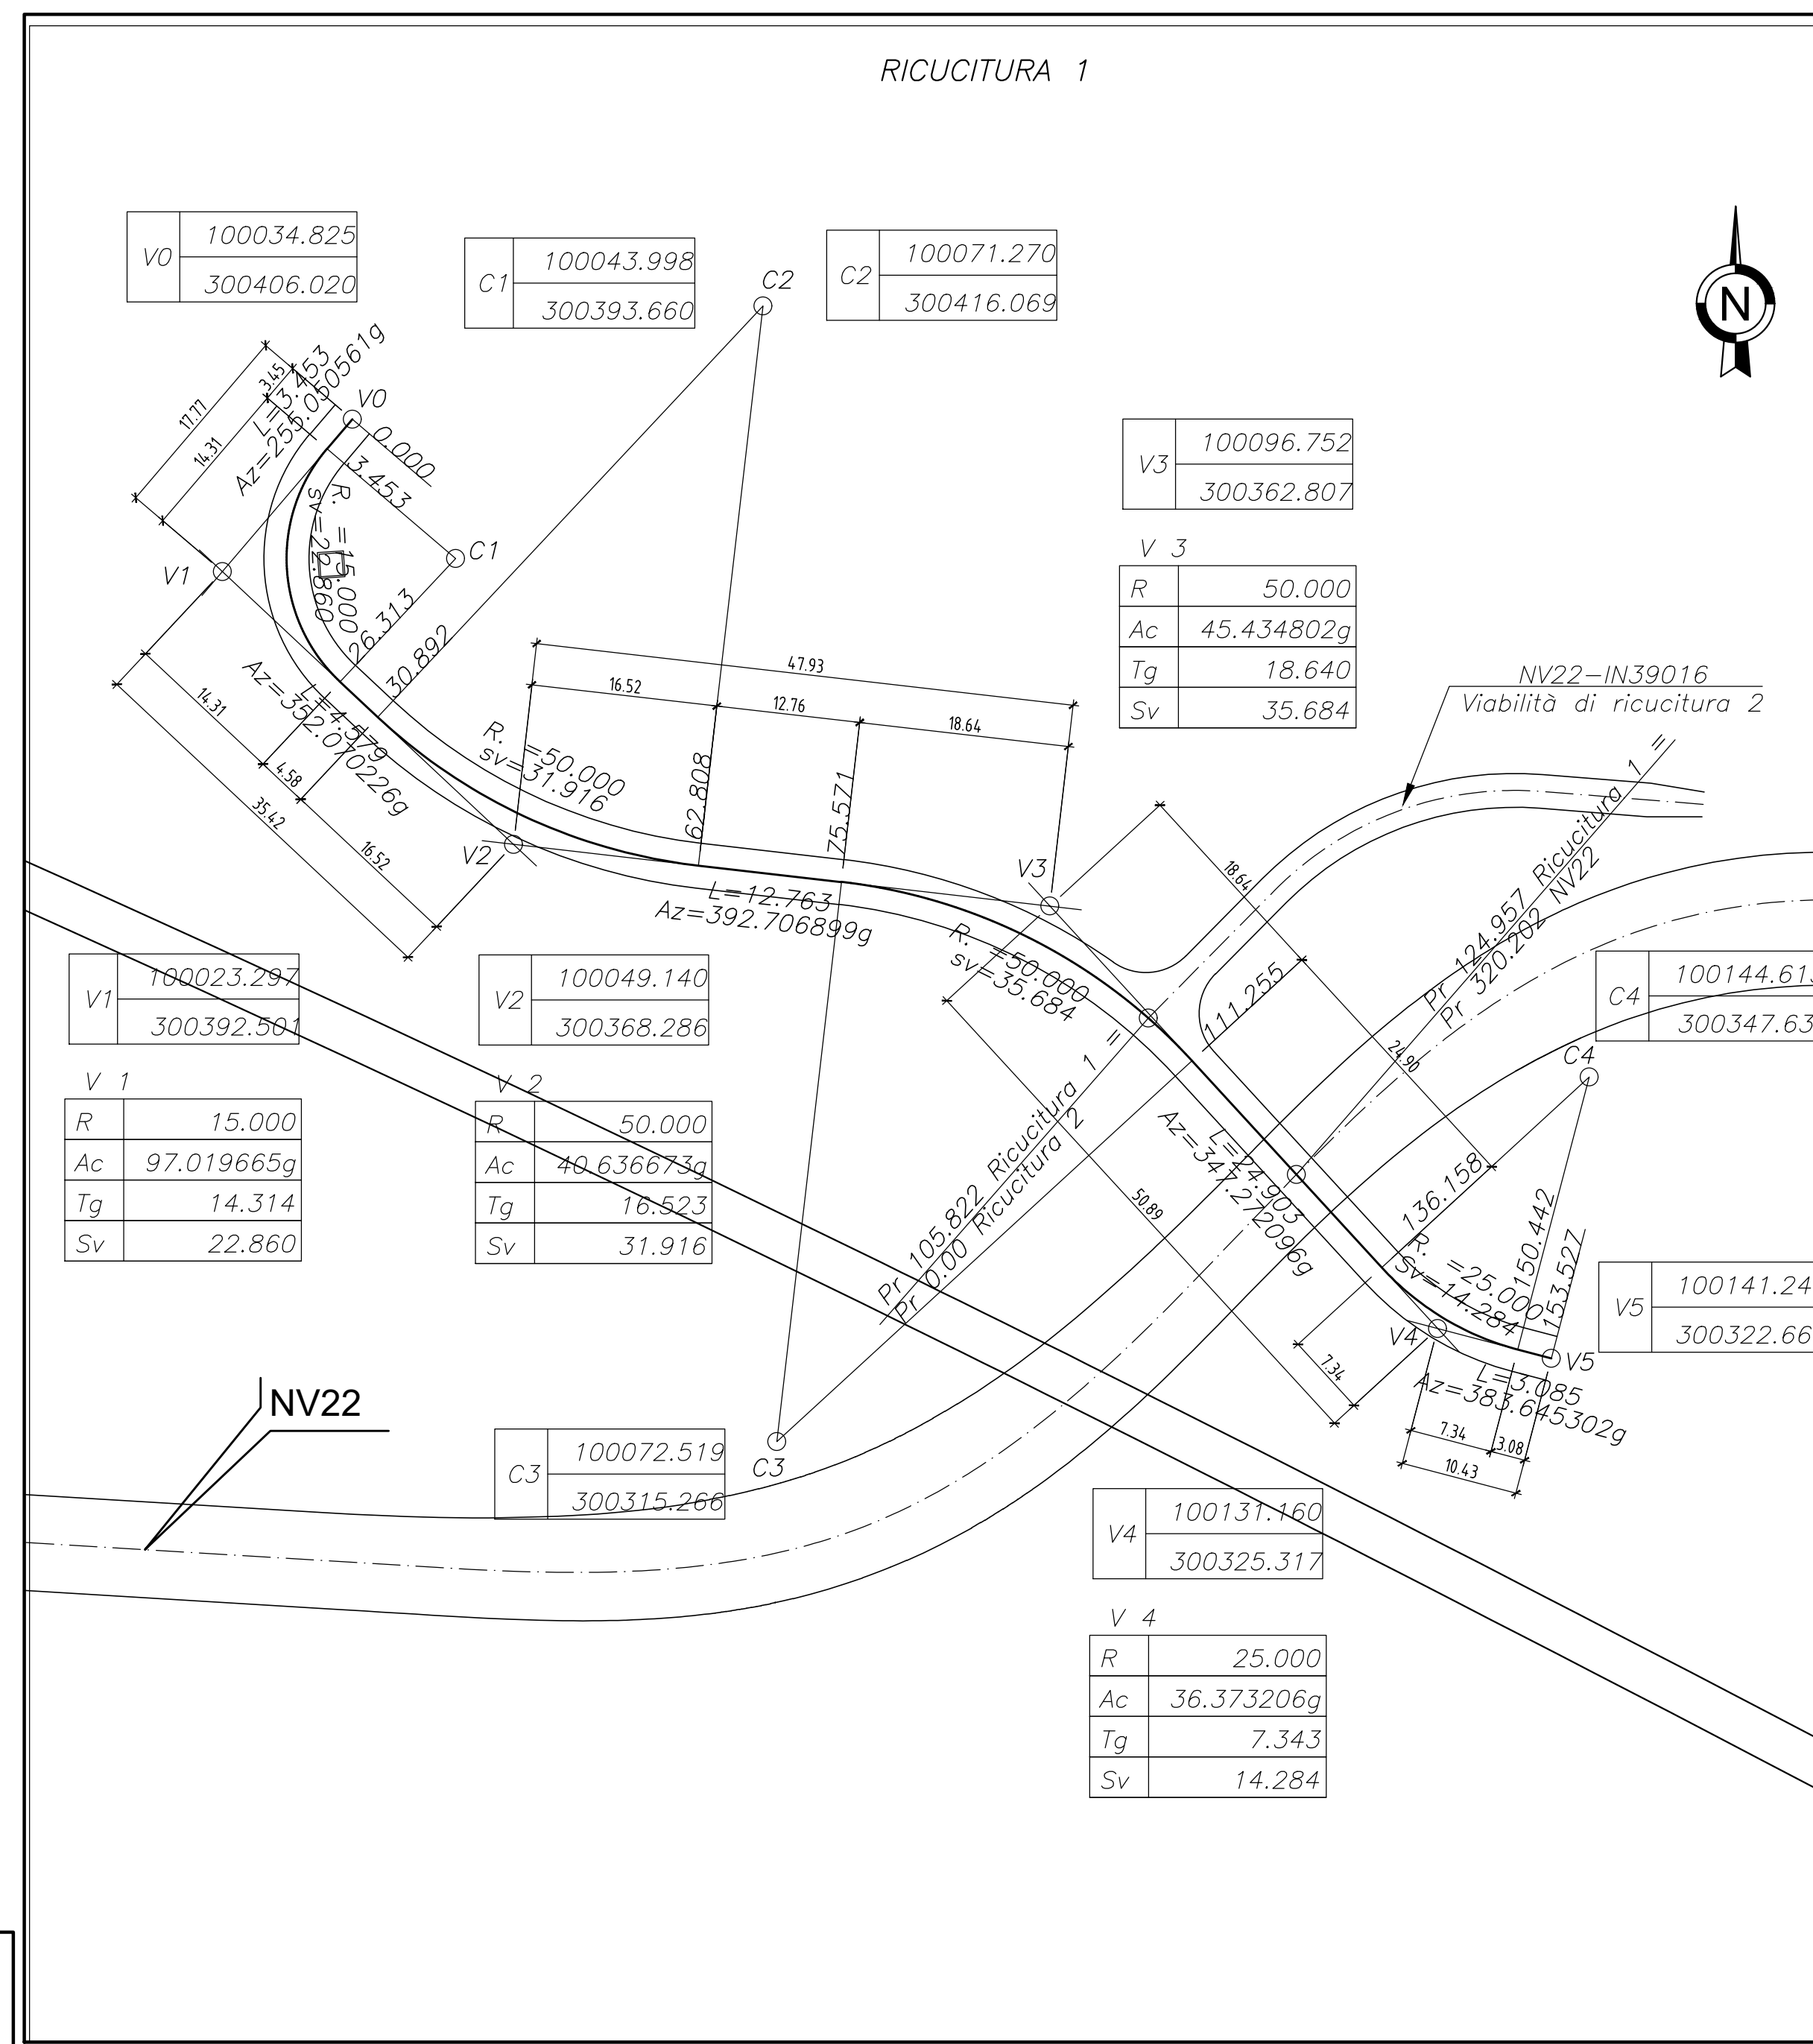 RICUCITURA 1
V0
100034.825
300406.020
C1
100043.998
300393.660
C2
100071.270
300416.069
C2
N
17.77
3.45
14.31
L=3.453
Az=255.050561g
V0
0.000
3.453
R. =15.000
sv=22.860
C1
V1
26.313
30.892
V3
100096.752
300362.807
V 3
R 50.000
Ac 45.434802g
Tg 18.640
Sv 35.684
NV22-IN39016
Viabilità di ricucitura 2
47.93
16.52
12.76
18.64
14.31
4.58
35.42
16.52
L=4.579
Az=352.070226g
R. =50.000
sv=31.916
62.808
75.571
V2
V3
L=12.763
Az=392.706899g
R. =50.000
sv=35.684
18.64
111.255
24.90
Pr 124.957 Ricucitura 1 =
Pr 320.202 NV22
V1
100023.297
300392.501
V2
100049.140
300368.286
C4
100144.61
300347.63
C4
V 1
R 15.000
Ac 97.019665g
Tg 14.314
Sv 22.860
V 2
R 50.000
Ac 40.636673g
Tg 16.523
Sv 31.916
Pr 105.822 Ricucitura 1 =
Pr 0.00 Ricucitura 2
50.89
L=24.903
Az=347.272096g
136.158
150.442
153.527
R. =25.000
Sv=14.284
V4
V5
V5
100141.24
300322.66
7.34
L=3.085
Az=383.645302g
7.34
3.08
10.43
NV22
C3
100072.519
300315.266
C3
V4
100131.160
300325.317
V 4
R 25.000
Ac 36.373206g
Tg 7.343
Sv 14.284